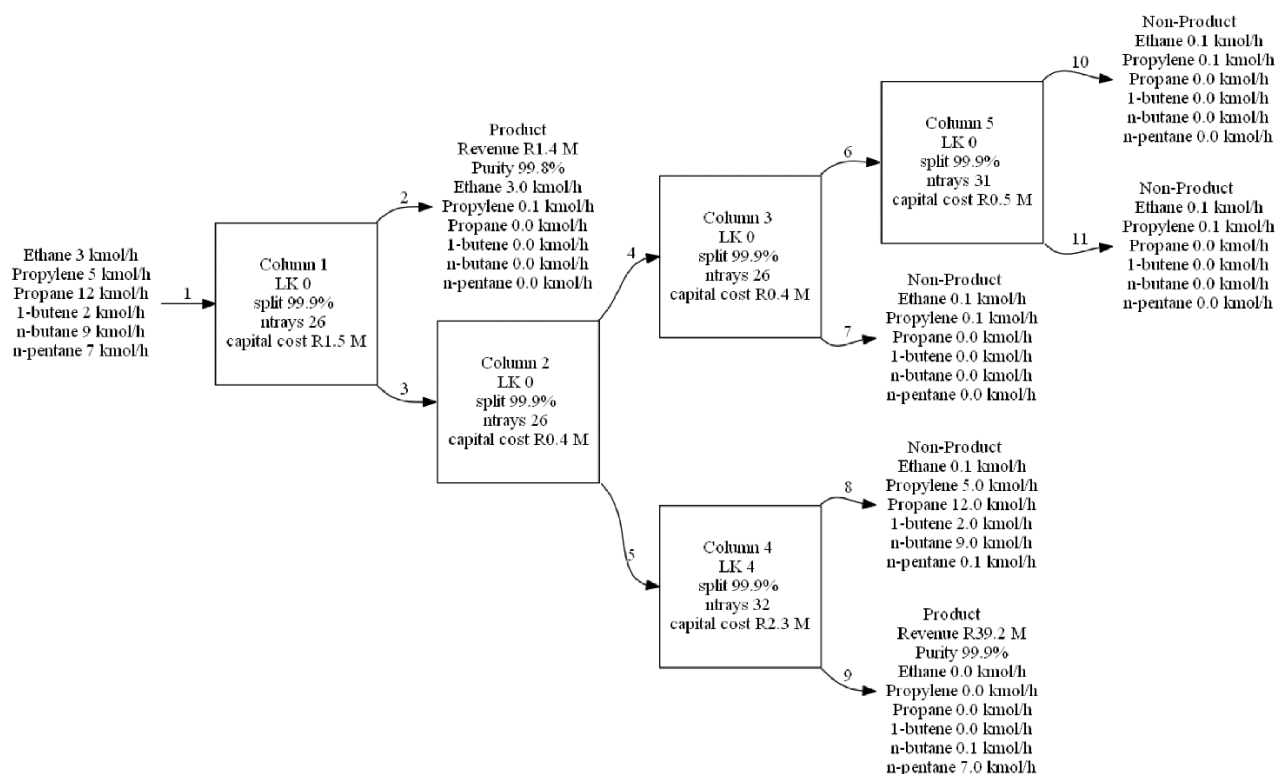 Ethane 3 kmol/h
Propylene 5 kmol/h
Propane 12 kmol/h
1-butene 2 kmol/h
n-butane 9 kmol/h
n-pentane 7 kmol/h
1
Column 1
LK 0
split 99.9%
ntrays 26
capital cost R1.5 M
2
Product
Revenue R1.4 M
Purity 99.8%
Ethane 3.0 kmol/h
Propylene 0.1 kmol/h
Propane 0.0 kmol/h
1-butene 0.0 kmol/h
n-butane 0.0 kmol/h
n-pentane 0.0 kmol/h
3
Column 2
LK 0
split 99.9%
ntrays 26
capital cost R0.4 M
4
Column 3
LK 0
split 99.9%
ntrays 26
capital cost R0.4 M
5
Column 4
LK 4
split 99.9%
ntrays 32
capital cost R2.3 M
6
Column 5
LK 0
split 99.9%
ntrays 31
capital cost R0.5 M
7
Non-Product
Ethane 0.1 kmol/h
Propylene 0.1 kmol/h
Propane 0.0 kmol/h
1-butene 0.0 kmol/h
n-butane 0.0 kmol/h
n-pentane 0.0 kmol/h
8
Non-Product
Ethane 0.1 kmol/h
Propylene 5.0 kmol/h
Propane 12.0 kmol/h
1-butene 2.0 kmol/h
n-butane 9.0 kmol/h
n-pentane 0.1 kmol/h
9
Product
Revenue R39.2 M
Purity 99.9%
Ethane 0.0 kmol/h
Propylene 0.0 kmol/h
Propane 0.0 kmol/h
1-butene 0.0 kmol/h
n-butane 0.1 kmol/h
n-pentane 7.0 kmol/h
10
Non-Product
Ethane 0.1 kmol/h
Propylene 0.1 kmol/h
Propane 0.0 kmol/h
1-butene 0.0 kmol/h
n-butane 0.0 kmol/h
n-pentane 0.0 kmol/h
11
Non-Product
Ethane 0.1 kmol/h
Propylene 0.1 kmol/h
Propane 0.0 kmol/h
1-butene 0.0 kmol/h
n-butane 0.0 kmol/h
n-pentane 0.0 kmol/h